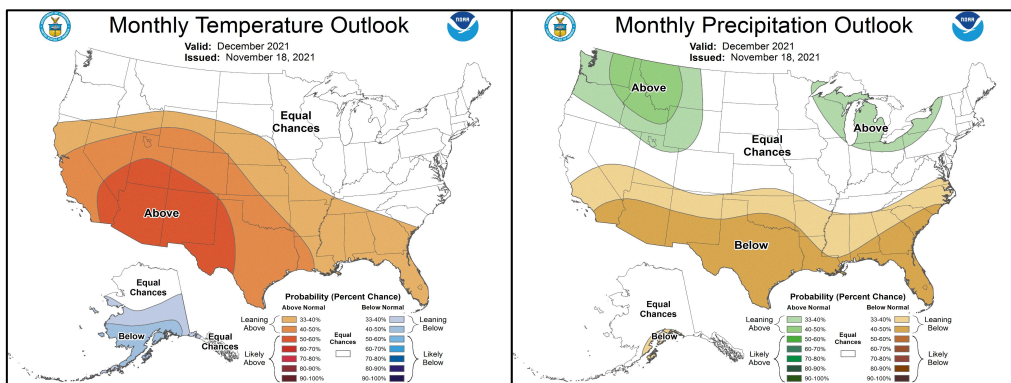 Monthly Temperature Outlook
NOAA
Valid: December 2021
Issued: November 18, 2021
Equal
Chances
Above
Equal
Chances
Below
Equal
Chances
Probability (Percent Chance)
Above Normal
Below Normal
Leaning
Above
33-40%
40-50%
Likely
Above
50-60%
60-70%
70-80%
80-90%
90-100%
Equal
Chances
33-40%
40-50%
Leaning
Below
50-60%
60-70%
70-80%
80-90%
90-100%
Likely
Below
Monthly Precipitation Outlook
NOAA
Valid: December 2021
Issued: November 18, 2021
Above
Above
Equal
Chances
Below
Equal
Chances
Below
Probability (Percent Chance)
Above Normal
Below Normal
Leaning
Above
33-40%
40-50%
Likely
Above
50-60%
60-70%
70-80%
80-90%
90-100%
Equal
Chances
33-40%
40-50%
Leaning
Below
50-60%
60-70%
70-80%
80-90%
90-100%
Likely
Below